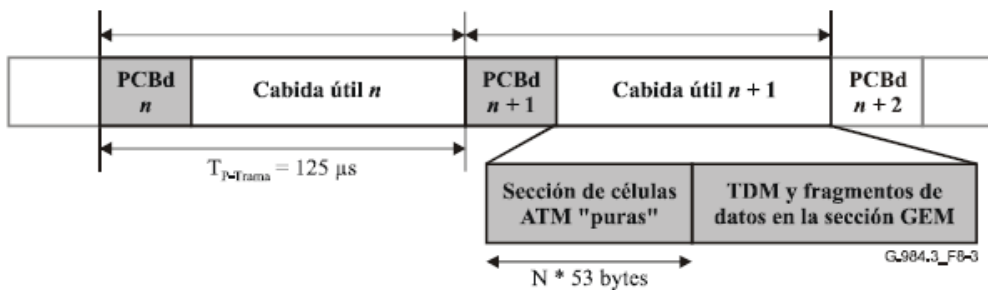 PCBd
n
Cabida útil n
PCBd
n + 1
Cabida útil n + 1
PCBd
n + 2
TP-Trama = 125 µs
Sección de células
ATM "puras"
TDM y fragmentos de
datos en la sección GEM
G.984.3_F8-3
N * 53 bytes